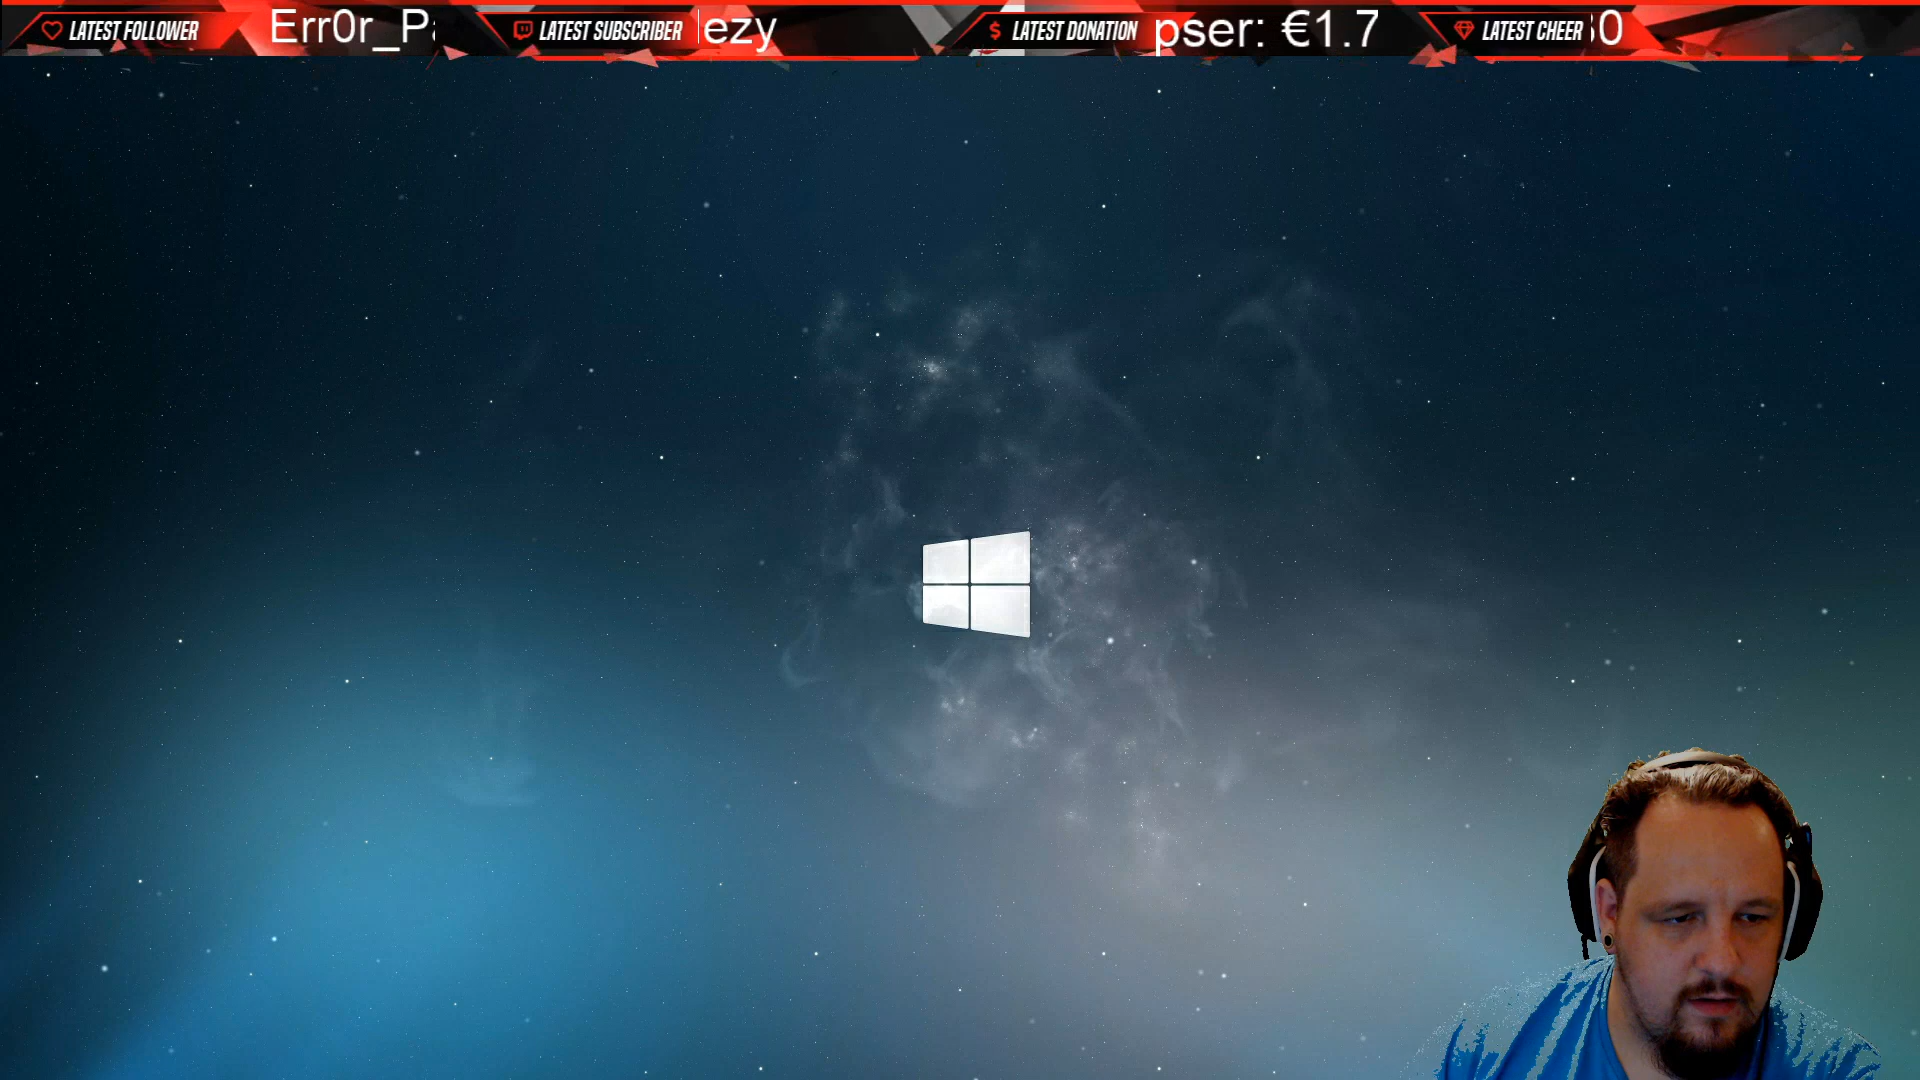 LATEST FOLLOWER Err0r_P
LATEST SUBSCRIBER ezy
LATEST DONATION pser: €1.7
LATEST CHEER 0